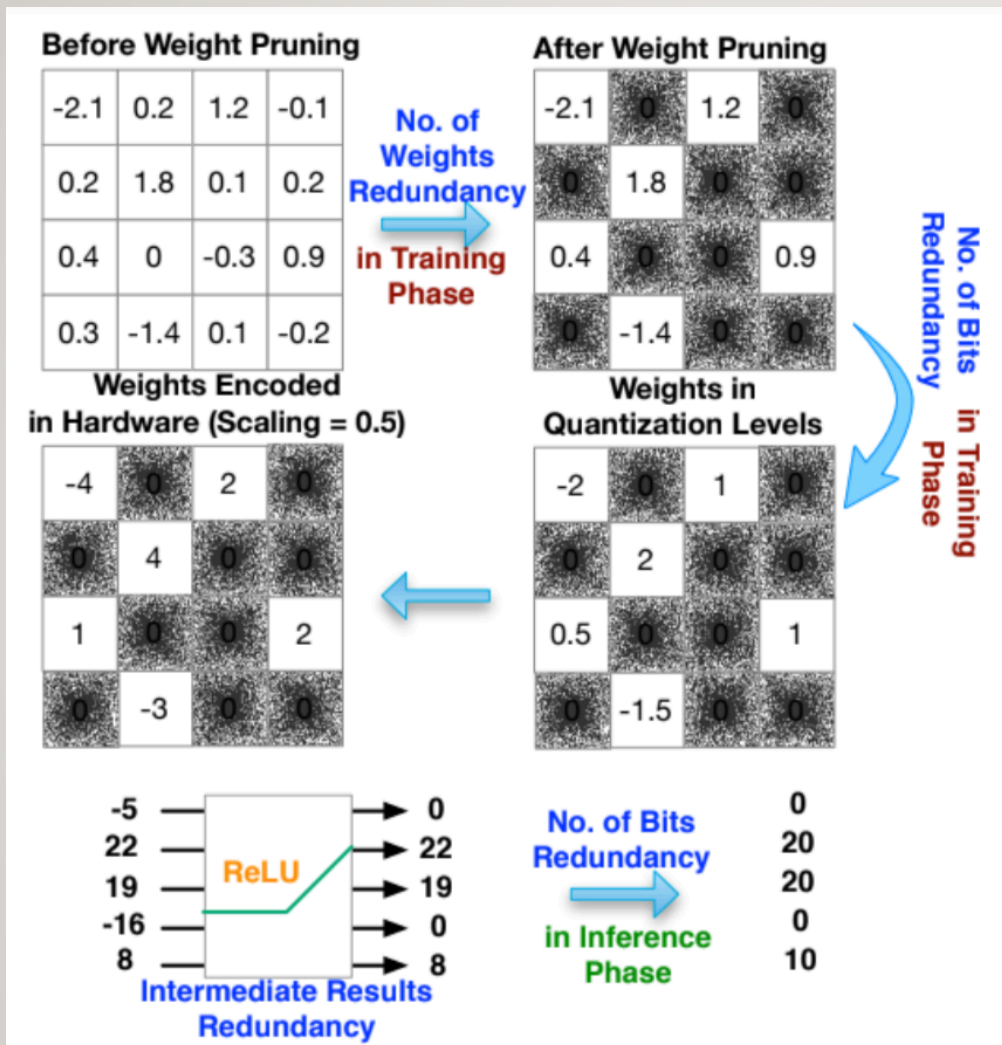 Before Weight Pruning
-2.1 0.2 1.2 -0.1
0.2 1.8 0.1 0.2
0.4 0 -0.3 0.9
0.3 -1.4 0.1 -0.2
No. of
Weights
Redundancy
in Training
Phase
After Weight Pruning
-2.1 0 1.2 0
0 1.8 0 0
0.4 0 0 0.9
0 -1.4 0 0
No. of Bits
Redundancy
in Training
Phase
Weights in
Quantization Levels
-2 0 1 0
0 2 0 0
0.5 0 0 1
0 -1.5 0 0
Weights Encoded
in Hardware (Scaling = 0.5)
-4 0 2 0
0 4 0 0
1 0 0 2
0 -3 0 0
-5 0
22 22
ReLU
19 19
-16 0
8 8
Intermediate Results
Redundancy
No. of Bits
Redundancy
in Inference
Phase
0
20
20
0
10